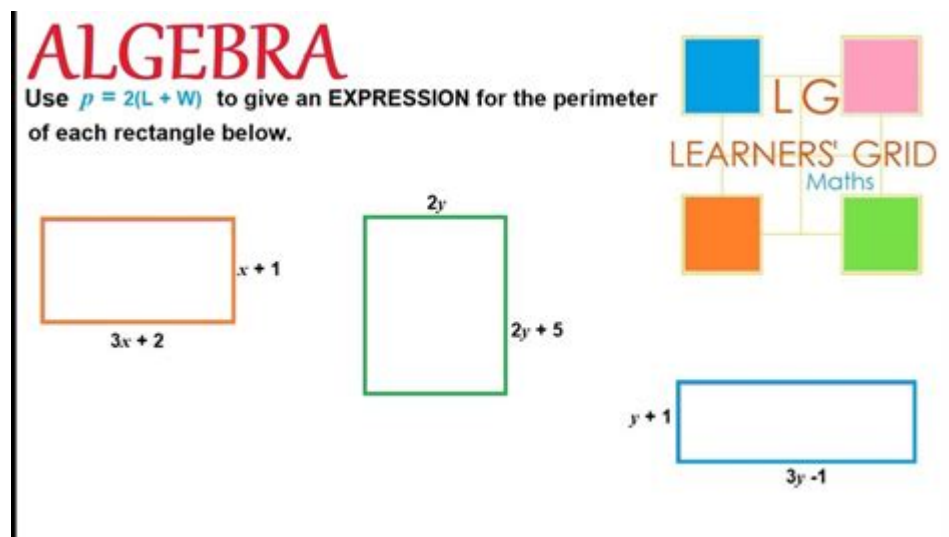 ALGEBRA
Use p = 2(L + W) to give an EXPRESSION for the perimeter
of each rectangle below.
LG
LEARNERS' GRID
Maths
2y
x + 1
3x + 2
2y + 5
y + 1
3y -1